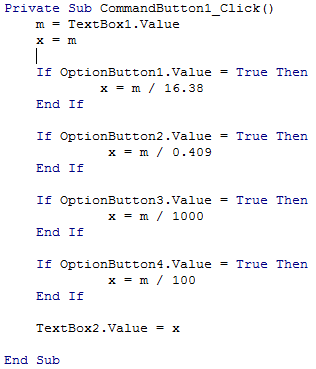 Private Sub CommandButton1_Click()
    m = TextBox1.Value
    x = m

    If OptionButton1.Value = True Then
            x = m / 16.38
    End If

    If OptionButton2.Value = True Then
             x = m / 0.409
    End If

    If OptionButton3.Value = True Then
             x = m / 1000
    End If

    If OptionButton4.Value = True Then
             x = m / 100
    End If

    TextBox2.Value = x

End Sub